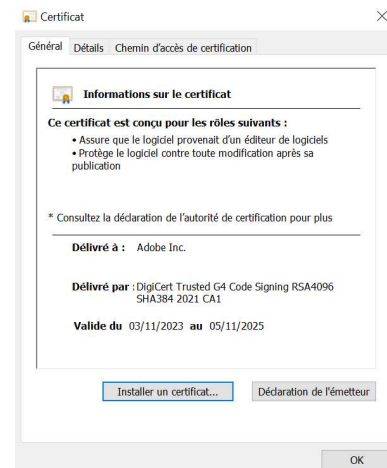 Certificat
Général Détails Chemin d'accès de certification
Informations sur le certificat
Ce certificat est conçu pour les rôles suivants :
• Assure que le logiciel provenait d'un éditeur de logiciels
• Protège le logiciel contre toute modification après sa
publication
* Consultez la déclaration de l'autorité de certification pour plus
Délivré à : Adobe Inc.
Délivré par : DigiCert Trusted G4 Code Signing RSA4096
SHA384 2021 CA1
Valide du 03/11/2023 au 05/11/2025
Installer un certificat... Déclaration de l'émetteur
OK